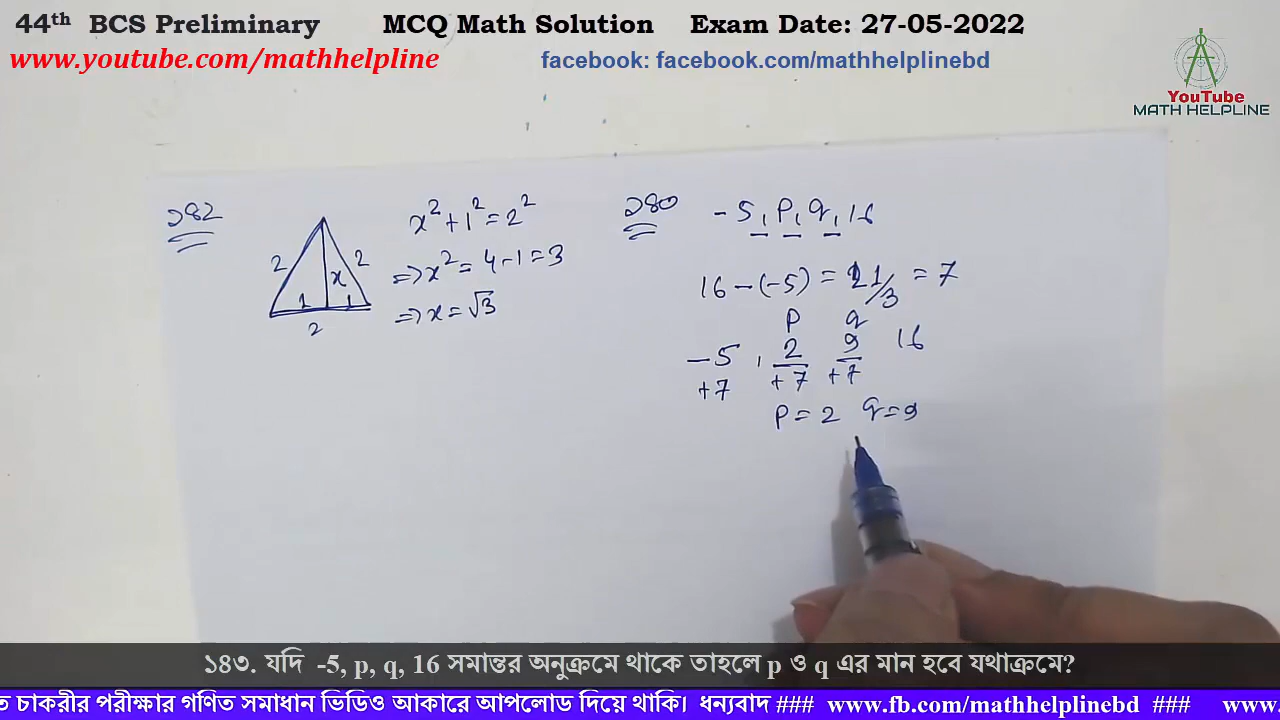 44th BCS Preliminary MCQ Math Solution Exam Date: 27-05-2022
www.youtube.com/mathhelpline facebook: facebook.com/mathhelplinebd
YouTube
MATH HELPLINE
১৪২
2 2
x
1 1
2
x² + 1² = 2²
=> x² = 4 - 1 = 3
=> x = √3
১৪৩
-5, p, q, 16
16 - (-5) = 21/3 = 7
p q
-5, 2 9 16
+7 +7 +7
p = 2 q = 9
১৪৩. যদি -5, p, q, 16 সমান্তর অনুক্রমে থাকে তাহলে p ও q এর মান হবে যথাক্রমে?
চাকরীর পরীক্ষার গণিত সমাধান ভিডিও আকারে আপলোড দিয়ে থাকি। ধন্যবাদ ### www.fb.com/mathhelplinebd ### www.